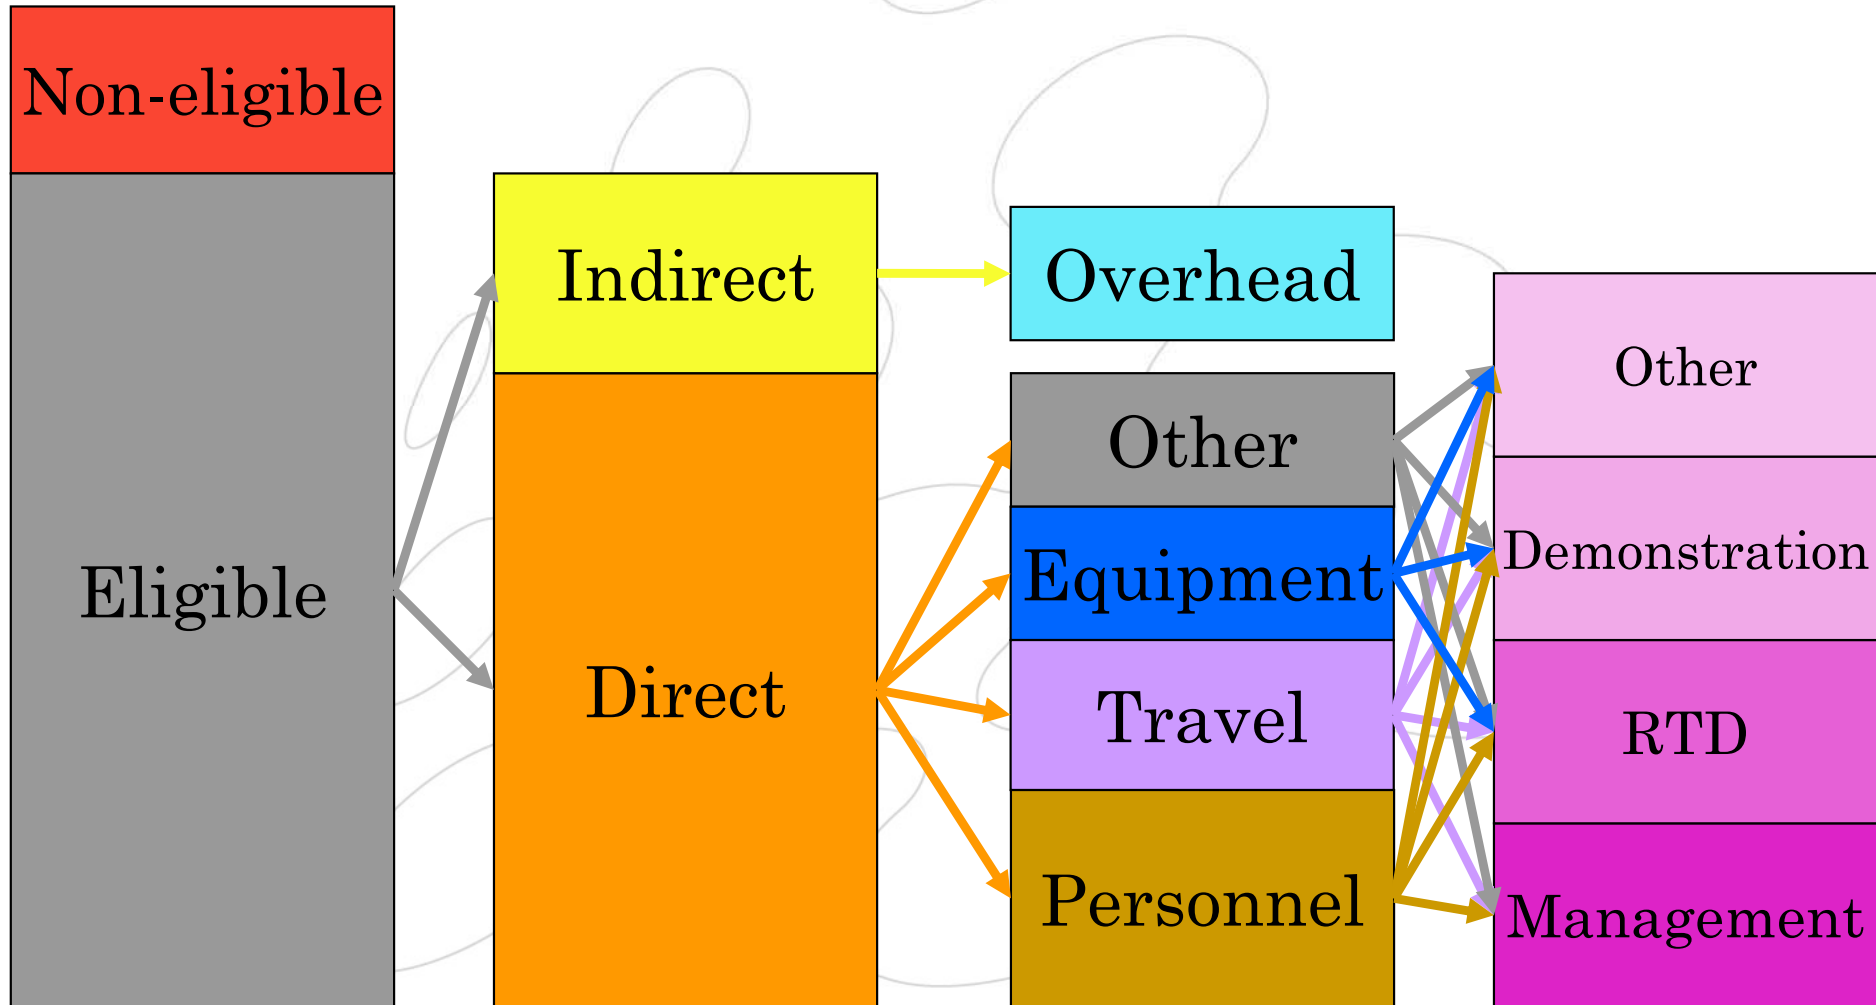 Non-eligible
Eligible
Indirect
Direct
Overhead
Other
Equipment
Travel
Personnel
Other
Demonstration
RTD
Management